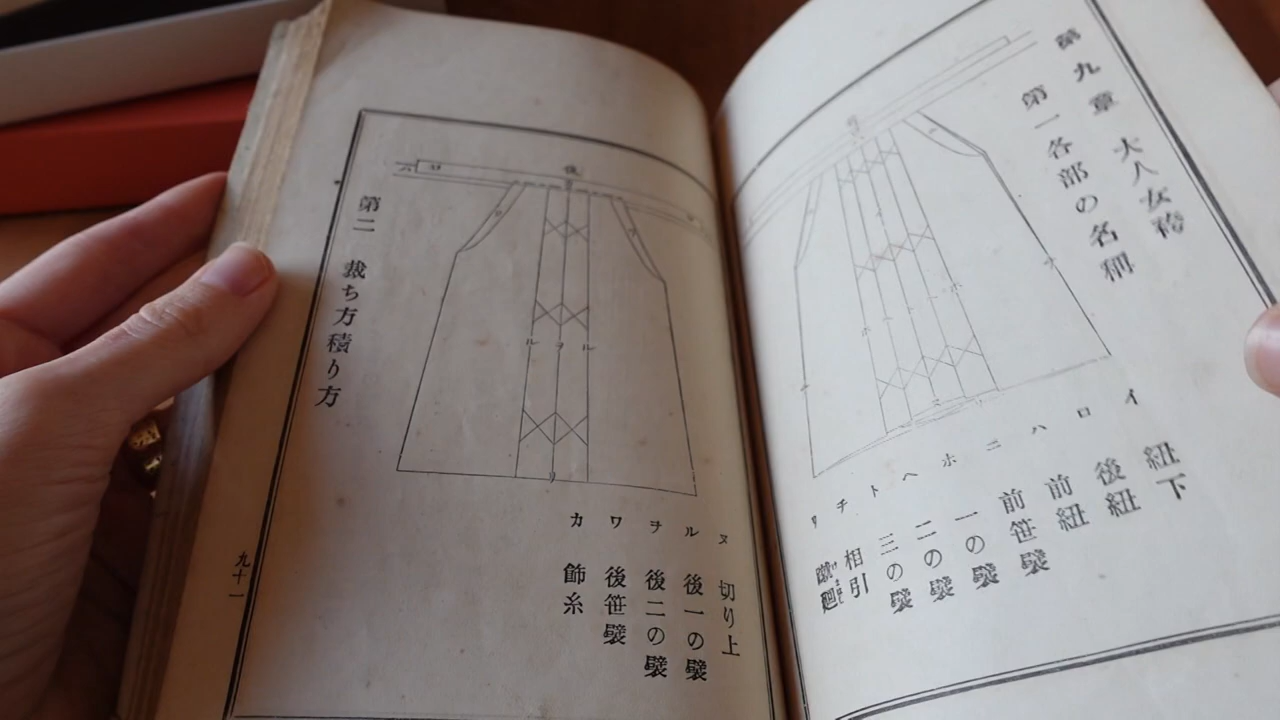 第九章 大人女袴
第一各部の名稱
イ 紐下
ロ 後紐
ハ 前紐
ニ 前笹襞
ホ 一の襞
ヘ 二の襞
ト 三の襞
チ 相引
リ 蹴廻
ヌ 切り上
ル 後一の襞
ヲ 後二の襞
ワ 後笹襞
カ 飾糸
第二 裁ち方積り方
九十一